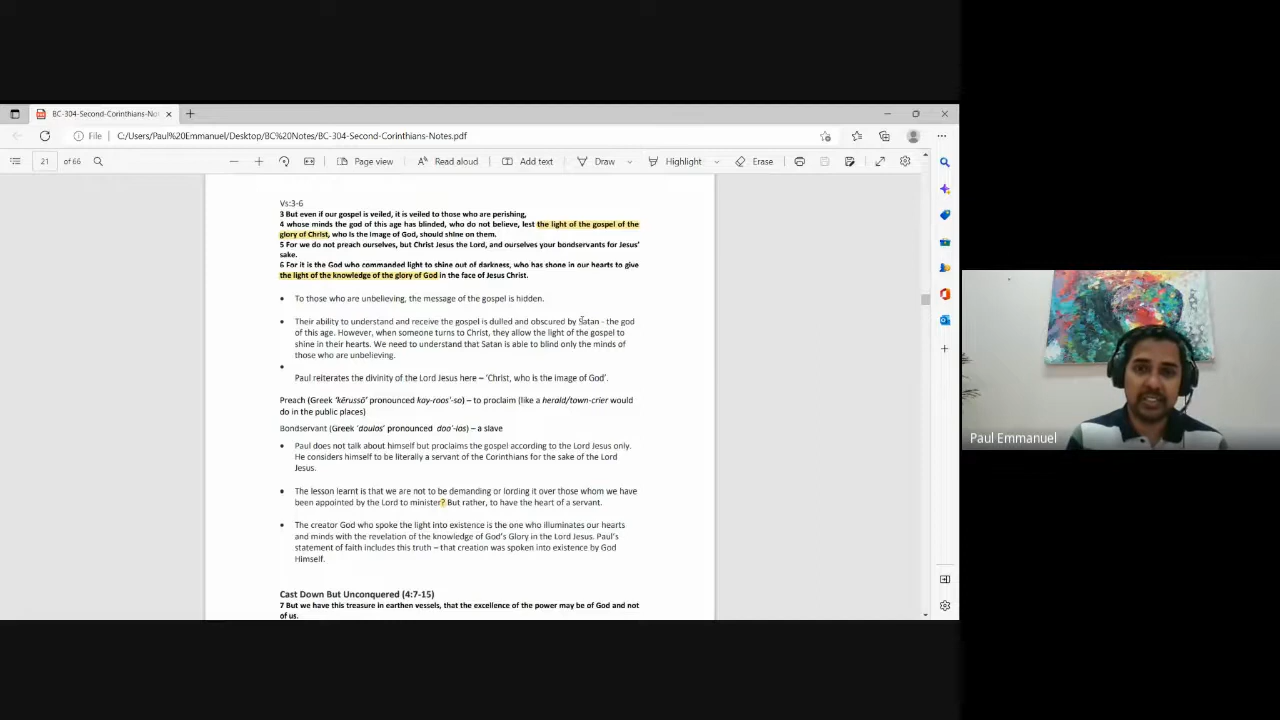 BC-304-Second-Corinthians-No
File
C:/Users/Paul%20Emmanuel/Desktop/BC%20Notes/BC-304-Second-Corinthians-Notes.pdf
21 of 66
Page view
Read aloud
Add text
Draw
Highlight
Erase
Vs:3-6
3 But even if our gospel is veiled, it is veiled to those who are perishing,
4 whose minds the god of this age has blinded, who do not believe, lest the light of the gospel of the
glory of Christ, who is the image of God, should shine on them.
5 For we do not preach ourselves, but Christ Jesus the Lord, and ourselves your bondservants for Jesus'
sake.
6 For it is the God who commanded light to shine out of darkness, who has shone in our hearts to give
the light of the knowledge of the glory of God in the face of Jesus Christ.
• To those who are unbelieving, the message of the gospel is hidden.
• Their ability to understand and receive the gospel is dulled and obscured by Satan - the god
of this age. However, when someone turns to Christ, they allow the light of the gospel to
shine in their hearts. We need to understand that Satan is able to blind only the minds of
those who are unbelieving.
•
Paul reiterates the divinity of the Lord Jesus here – 'Christ, who is the image of God'.
Preach (Greek 'kērussō' pronounced kay-roos'-so) – to proclaim (like a herald/town-crier would
do in the public places)
Bondservant (Greek 'doulos' pronounced doo'-los) – a slave
• Paul does not talk about himself but proclaims the gospel according to the Lord Jesus only.
He considers himself to be literally a servant of the Corinthians for the sake of the Lord
Jesus.
• The lesson learnt is that we are not to be demanding or lording it over those whom we have
been appointed by the Lord to minister? But rather, to have the heart of a servant.
• The creator God who spoke the light into existence is the one who illuminates our hearts
and minds with the revelation of the knowledge of God's Glory in the Lord Jesus. Paul's
statement of faith includes this truth – that creation was spoken into existence by God
Himself.
Cast Down But Unconquered (4:7-15)
7 But we have this treasure in earthen vessels, that the excellence of the power may be of God and not
of us.
Paul Emmanuel